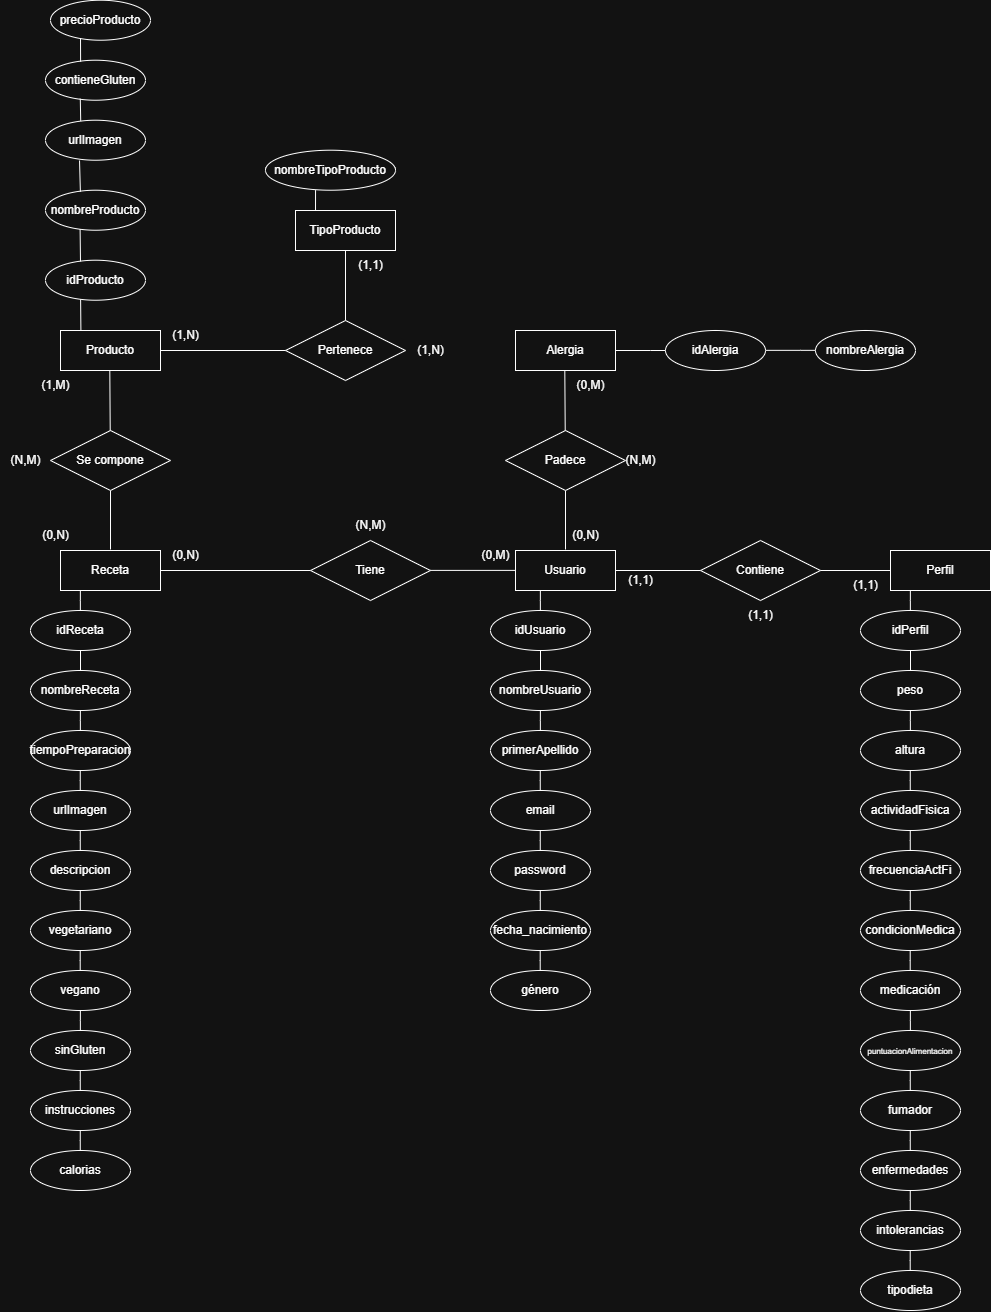 precioProducto
contieneGluten
urlImagen
nombreProducto
idProducto
nombreTipoProducto
TipoProducto
(1,1)
Producto
(1,N)
Pertenece
(1,N)
Alergia
idAlergia
nombreAlergia
(1,M)
(0,M)
(N,M)
Se compone
Padece
(N,M)
(0,N)
(N,M)
(0,N)
Receta
(0,N)
Tiene
(0,M)
Usuario
(1,1)
Contiene
(1,1)
(1,1)
Perfil
idReceta
nombreReceta
tiempoPreparacion
urlImagen
descripcion
vegetariano
vegano
sinGluten
instrucciones
calorias
idUsuario
nombreUsuario
primerApellido
email
password
fecha_nacimiento
género
idPerfil
peso
altura
actividadFisica
frecuenciaActFi
condicionMedica
medicación
puntuacionAlimentacion
fumador
enfermedades
intolerancias
tipodieta